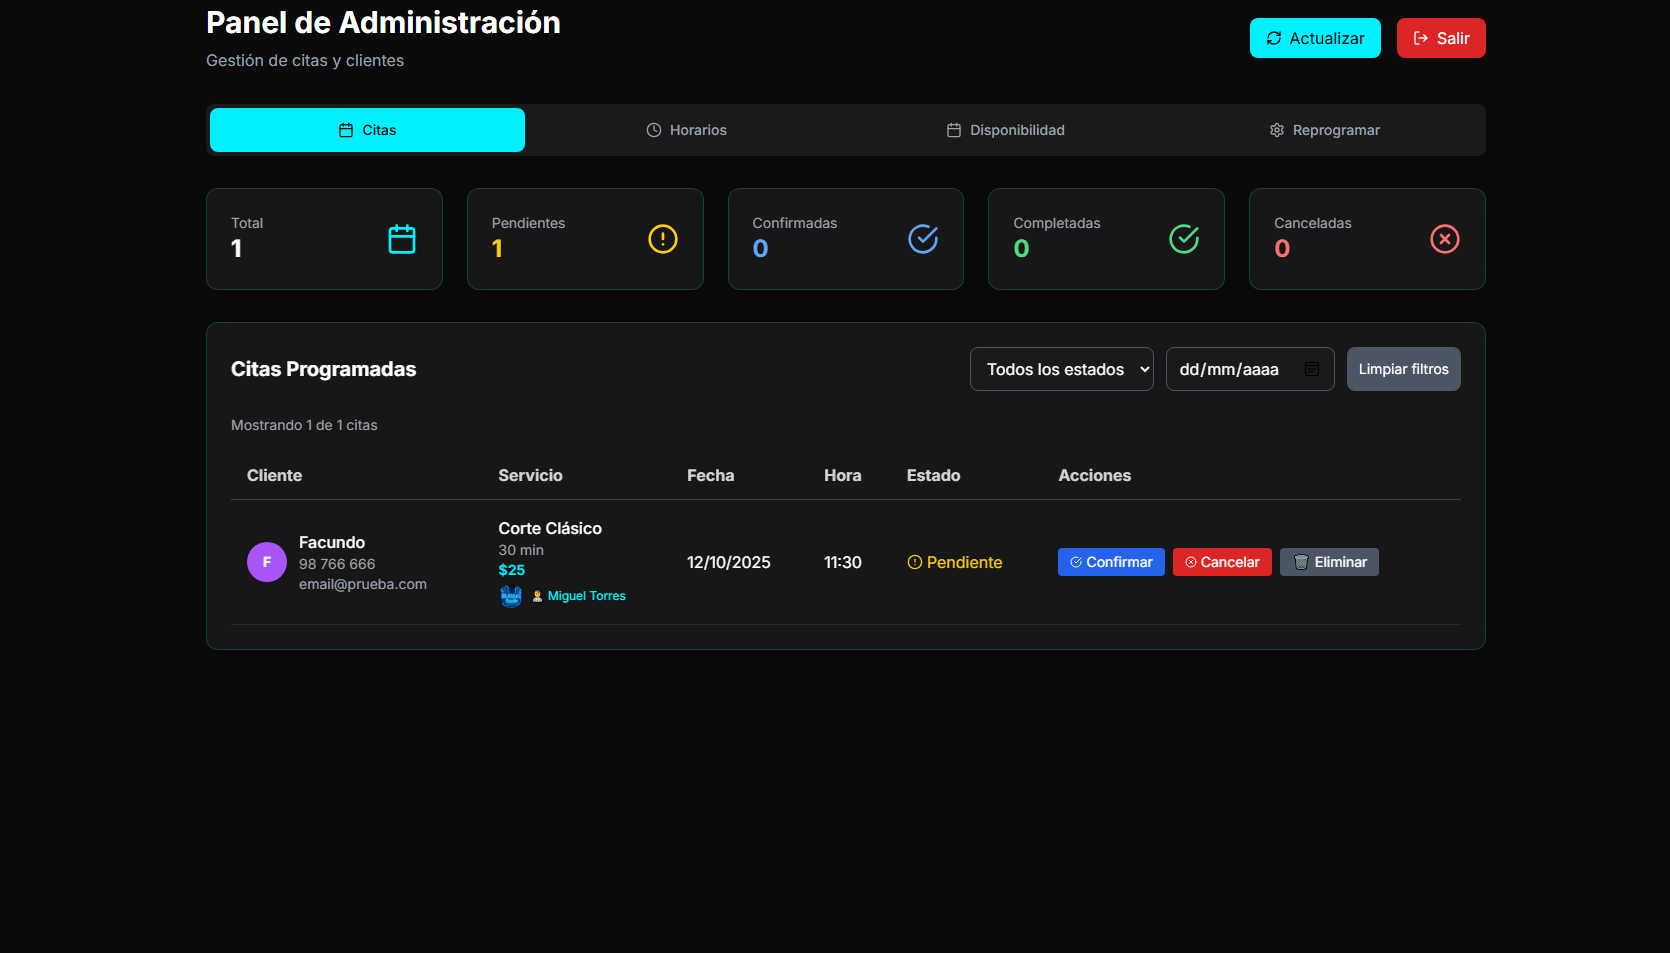 Panel de Administración
Gestión de citas y clientes
Actualizar
Salir
Citas
Horarios
Disponibilidad
Reprogramar
Total
1
Pendientes
1
Confirmadas
0
Completadas
0
Canceladas
0
Citas Programadas
Todos los estados
dd/mm/aaaa
Limpiar filtros
Mostrando 1 de 1 citas
Cliente
Servicio
Fecha
Hora
Estado
Acciones
F
Facundo
98 766 666
email@prueba.com
Corte Clásico
30 min
$25
Miguel Torres
12/10/2025
11:30
Pendiente
Confirmar
Cancelar
Eliminar